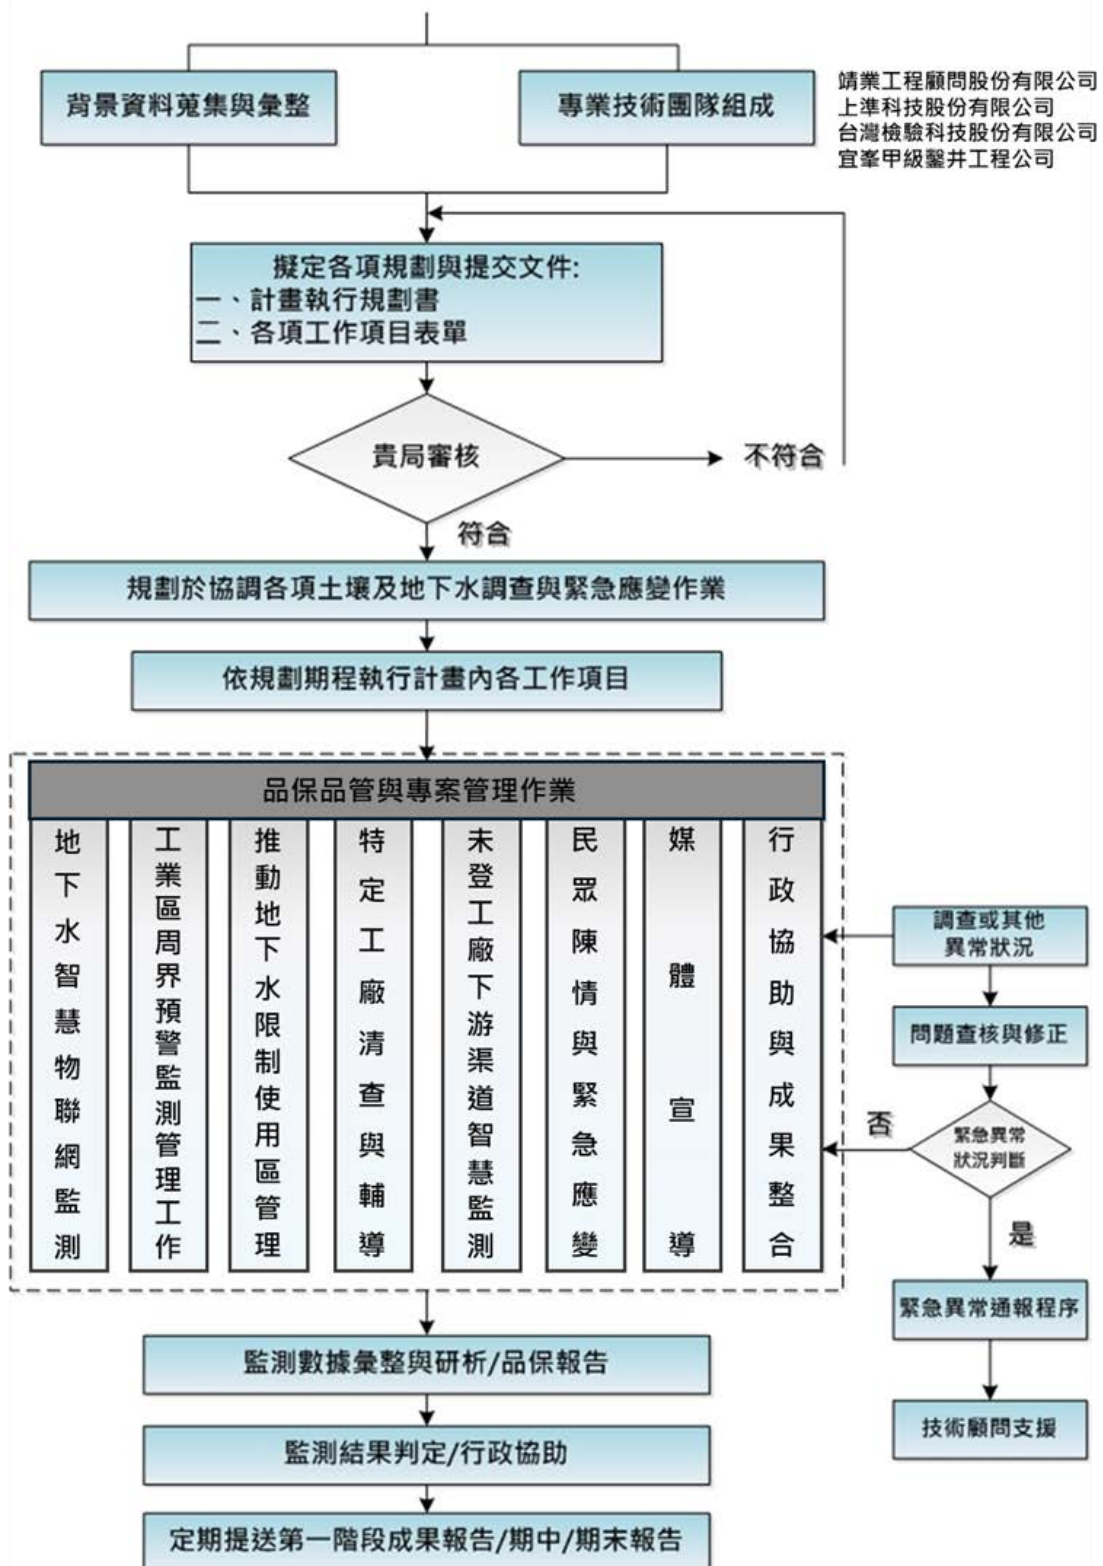 背景資料蒐集與彙整
專業技術團隊組成
靖業工程顧問股份有限公司
上準科技股份有限公司
台灣檢驗科技股份有限公司
宜峯甲級鑿井工程公司
擬定各項規劃與提交文件:
一、計畫執行規劃書
二、各項工作項目表單
貴局審核
不符合
符合
規劃於協調各項土壤及地下水調查與緊急應變作業
依規劃期程執行計畫內各工作項目
品保品管與專案管理作業
地下水智慧物聯網監測
工業區周界預警監測管理工作
推動地下水限制使用區管理
特定工廠清查與輔導
未登工廠下游渠道智慧監測
民眾陳情與緊急應變
媒體宣導
行政協助與成果整合
調查或其他
異常狀況
問題查核與修正
緊急異常
狀況判斷
否
是
緊急異常通報程序
技術顧問支援
監測數據彙整與研析/品保報告
監測結果判定/行政協助
定期提送第一階段成果報告/期中/期末報告